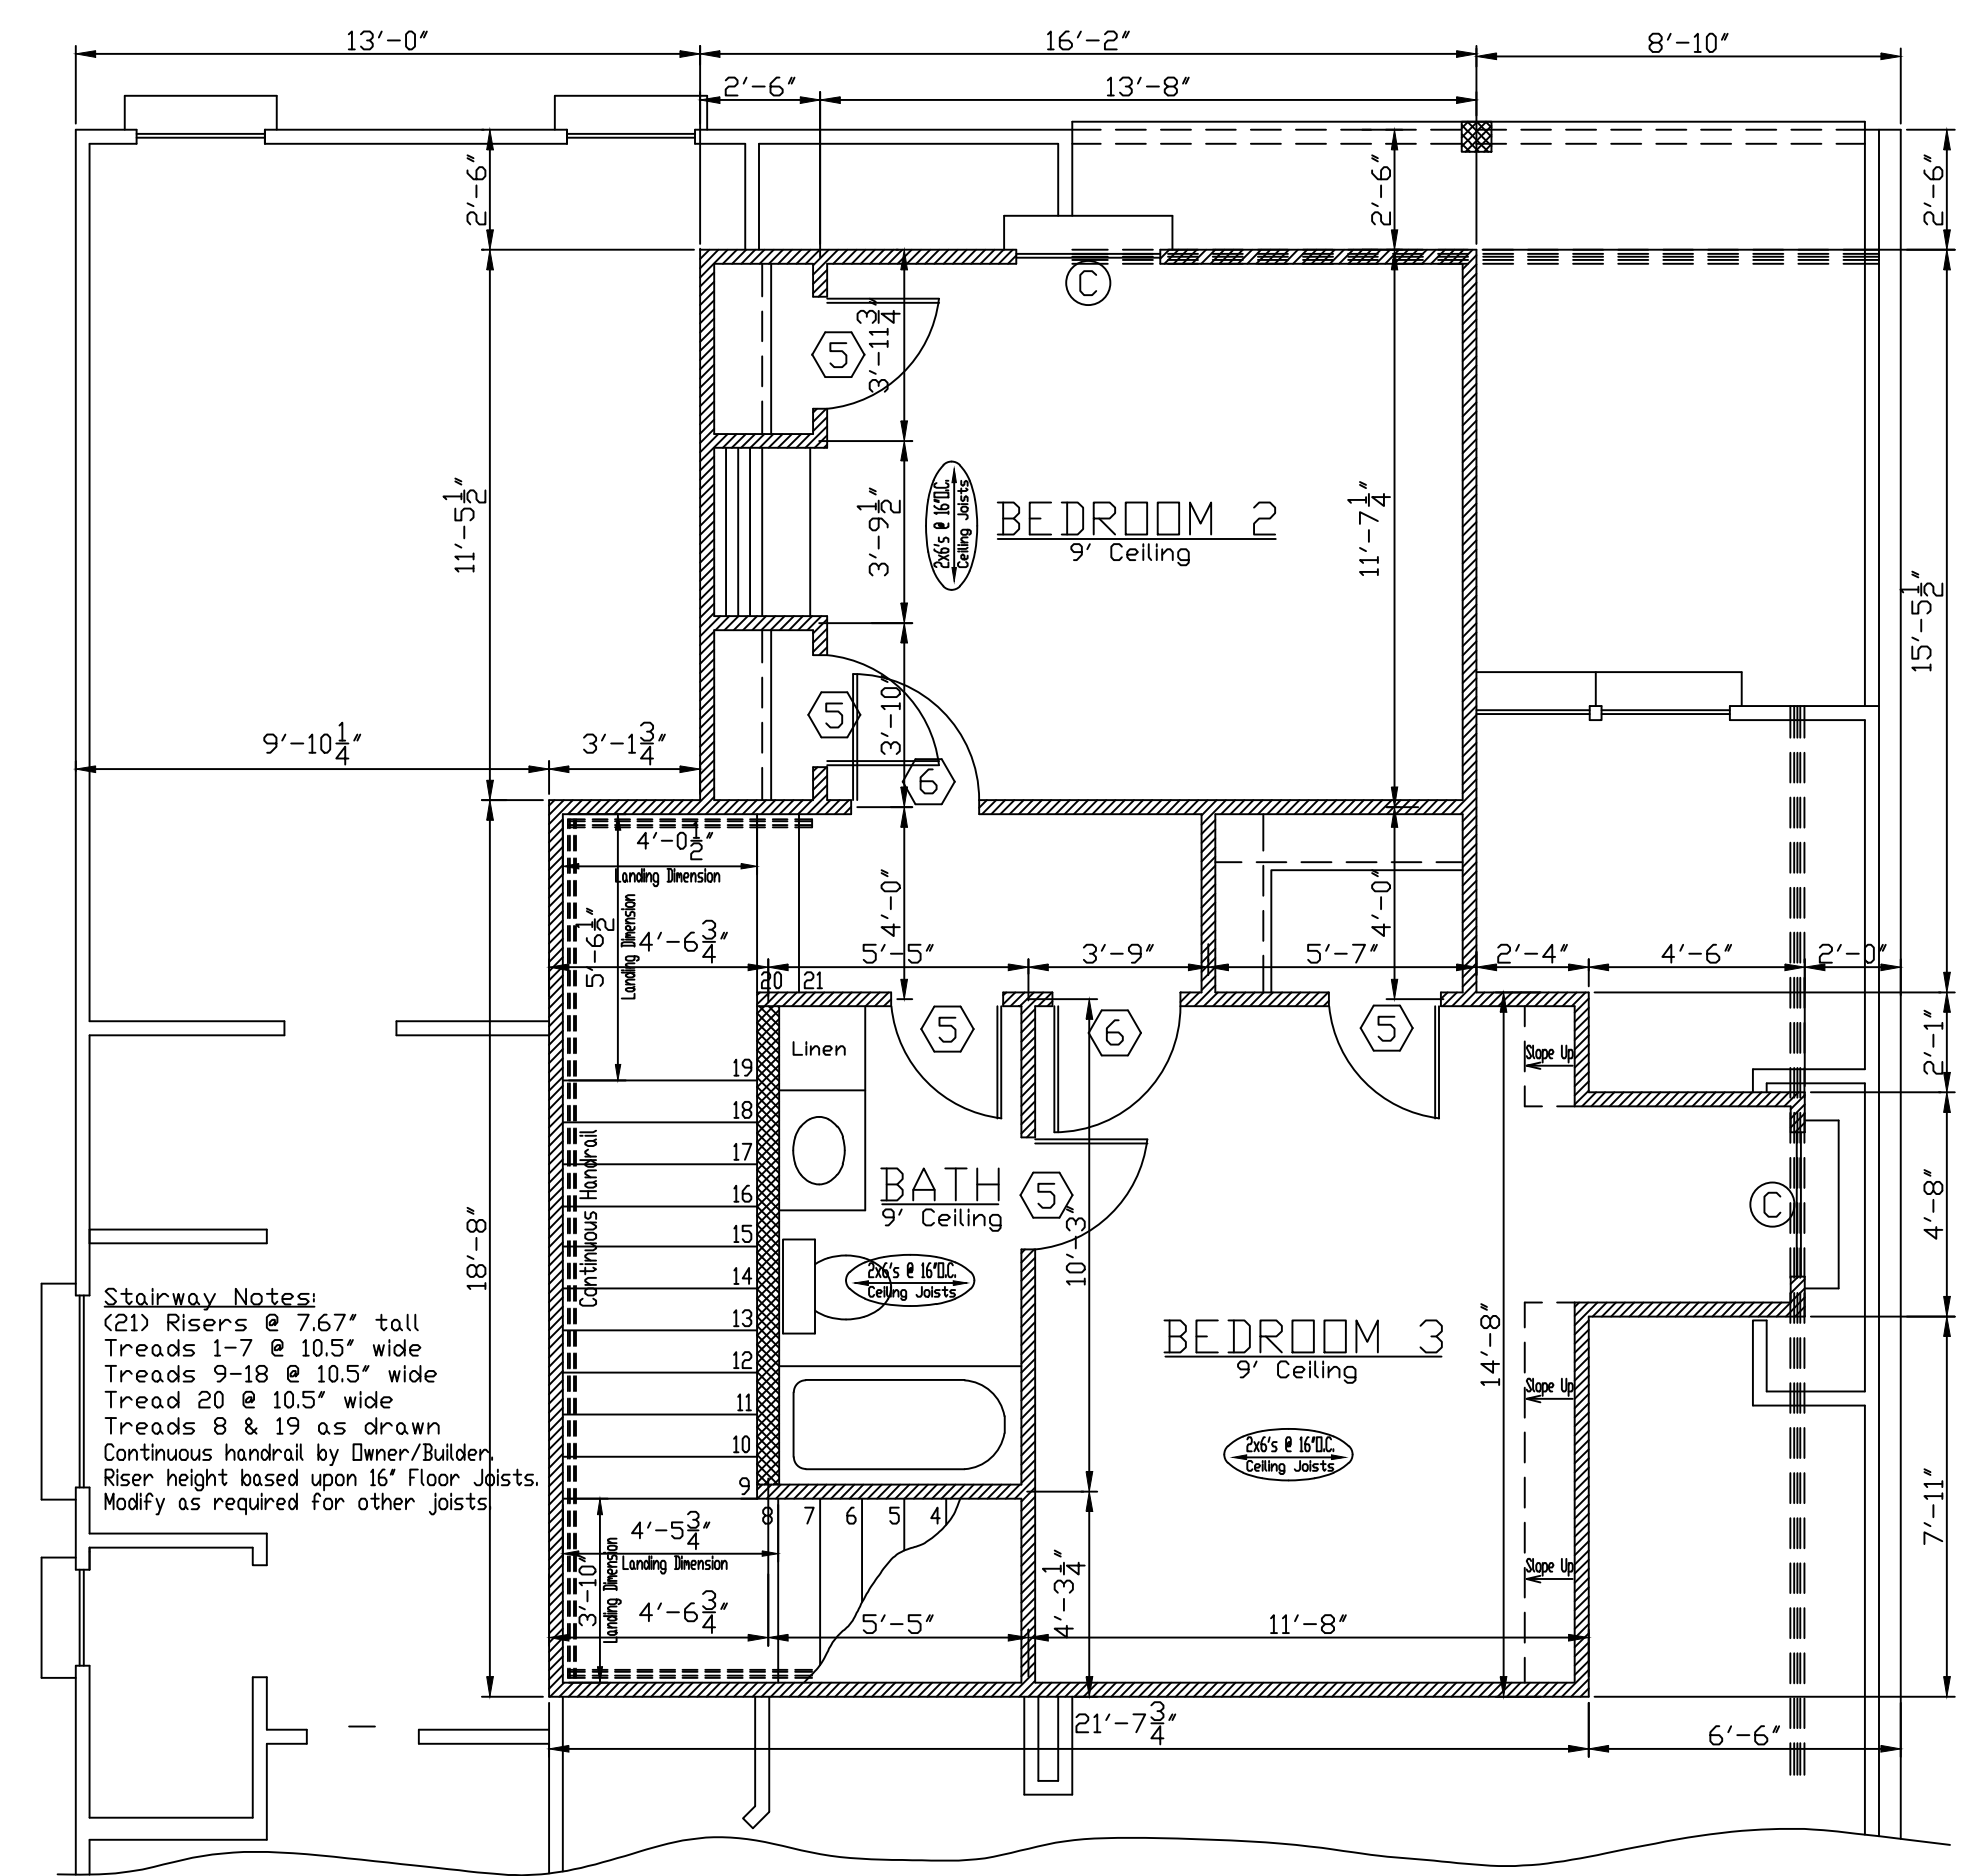 13'-0"
16'-2"
8'-10"
2'-6"
13'-8"
2'-6"
2'-6"
2'-6"
C
3'-11 3/4"
5
11'-5 1/2"
3'-9 1/2"
2x6's @ 16"O.C.
Ceiling Joists
BEDROOM 2
9' Ceiling
11'-7 1/4"
15'-5 1/2"
5
3'-10"
6
9'-10 1/4"
3'-1 3/4"
4'-0 1/2"
Landing Dimension
5'-6 1/2"
Landing Dimension
4'-0"
4'-0"
4'-6 3/4"
5'-5"
3'-9"
5'-7"
2'-4"
4'-6"
2'-0"
20
21
5
6
5
Linen
Slope Up
2'-1"
19
18
17
16
15
14
13
12
11
10
9
Continuous Handrail
BATH
9' Ceiling
5
10'-3"
C
4'-8"
18'-8"
2x6's @ 16"O.C.
Ceiling Joists
Stairway Notes:
(21) Risers @ 7.67" tall
Treads 1-7 @ 10.5" wide
Treads 9-18 @ 10.5" wide
Tread 20 @ 10.5" wide
Treads 8 & 19 as drawn
Continuous handrail by Owner/Builder.
Riser height based upon 16" Floor Joists.
Modify as required for other joists.
BEDROOM 3
9' Ceiling
14'-8"
Slope Up
2x6's @ 16"O.C.
Ceiling Joists
8
7
6
5
4
4'-5 3/4"
Landing Dimension
3'-10"
Landing Dimension
4'-3 1/4"
Slope Up
7'-11"
4'-6 3/4"
5'-5"
11'-8"
21'-7 3/4"
6'-6"